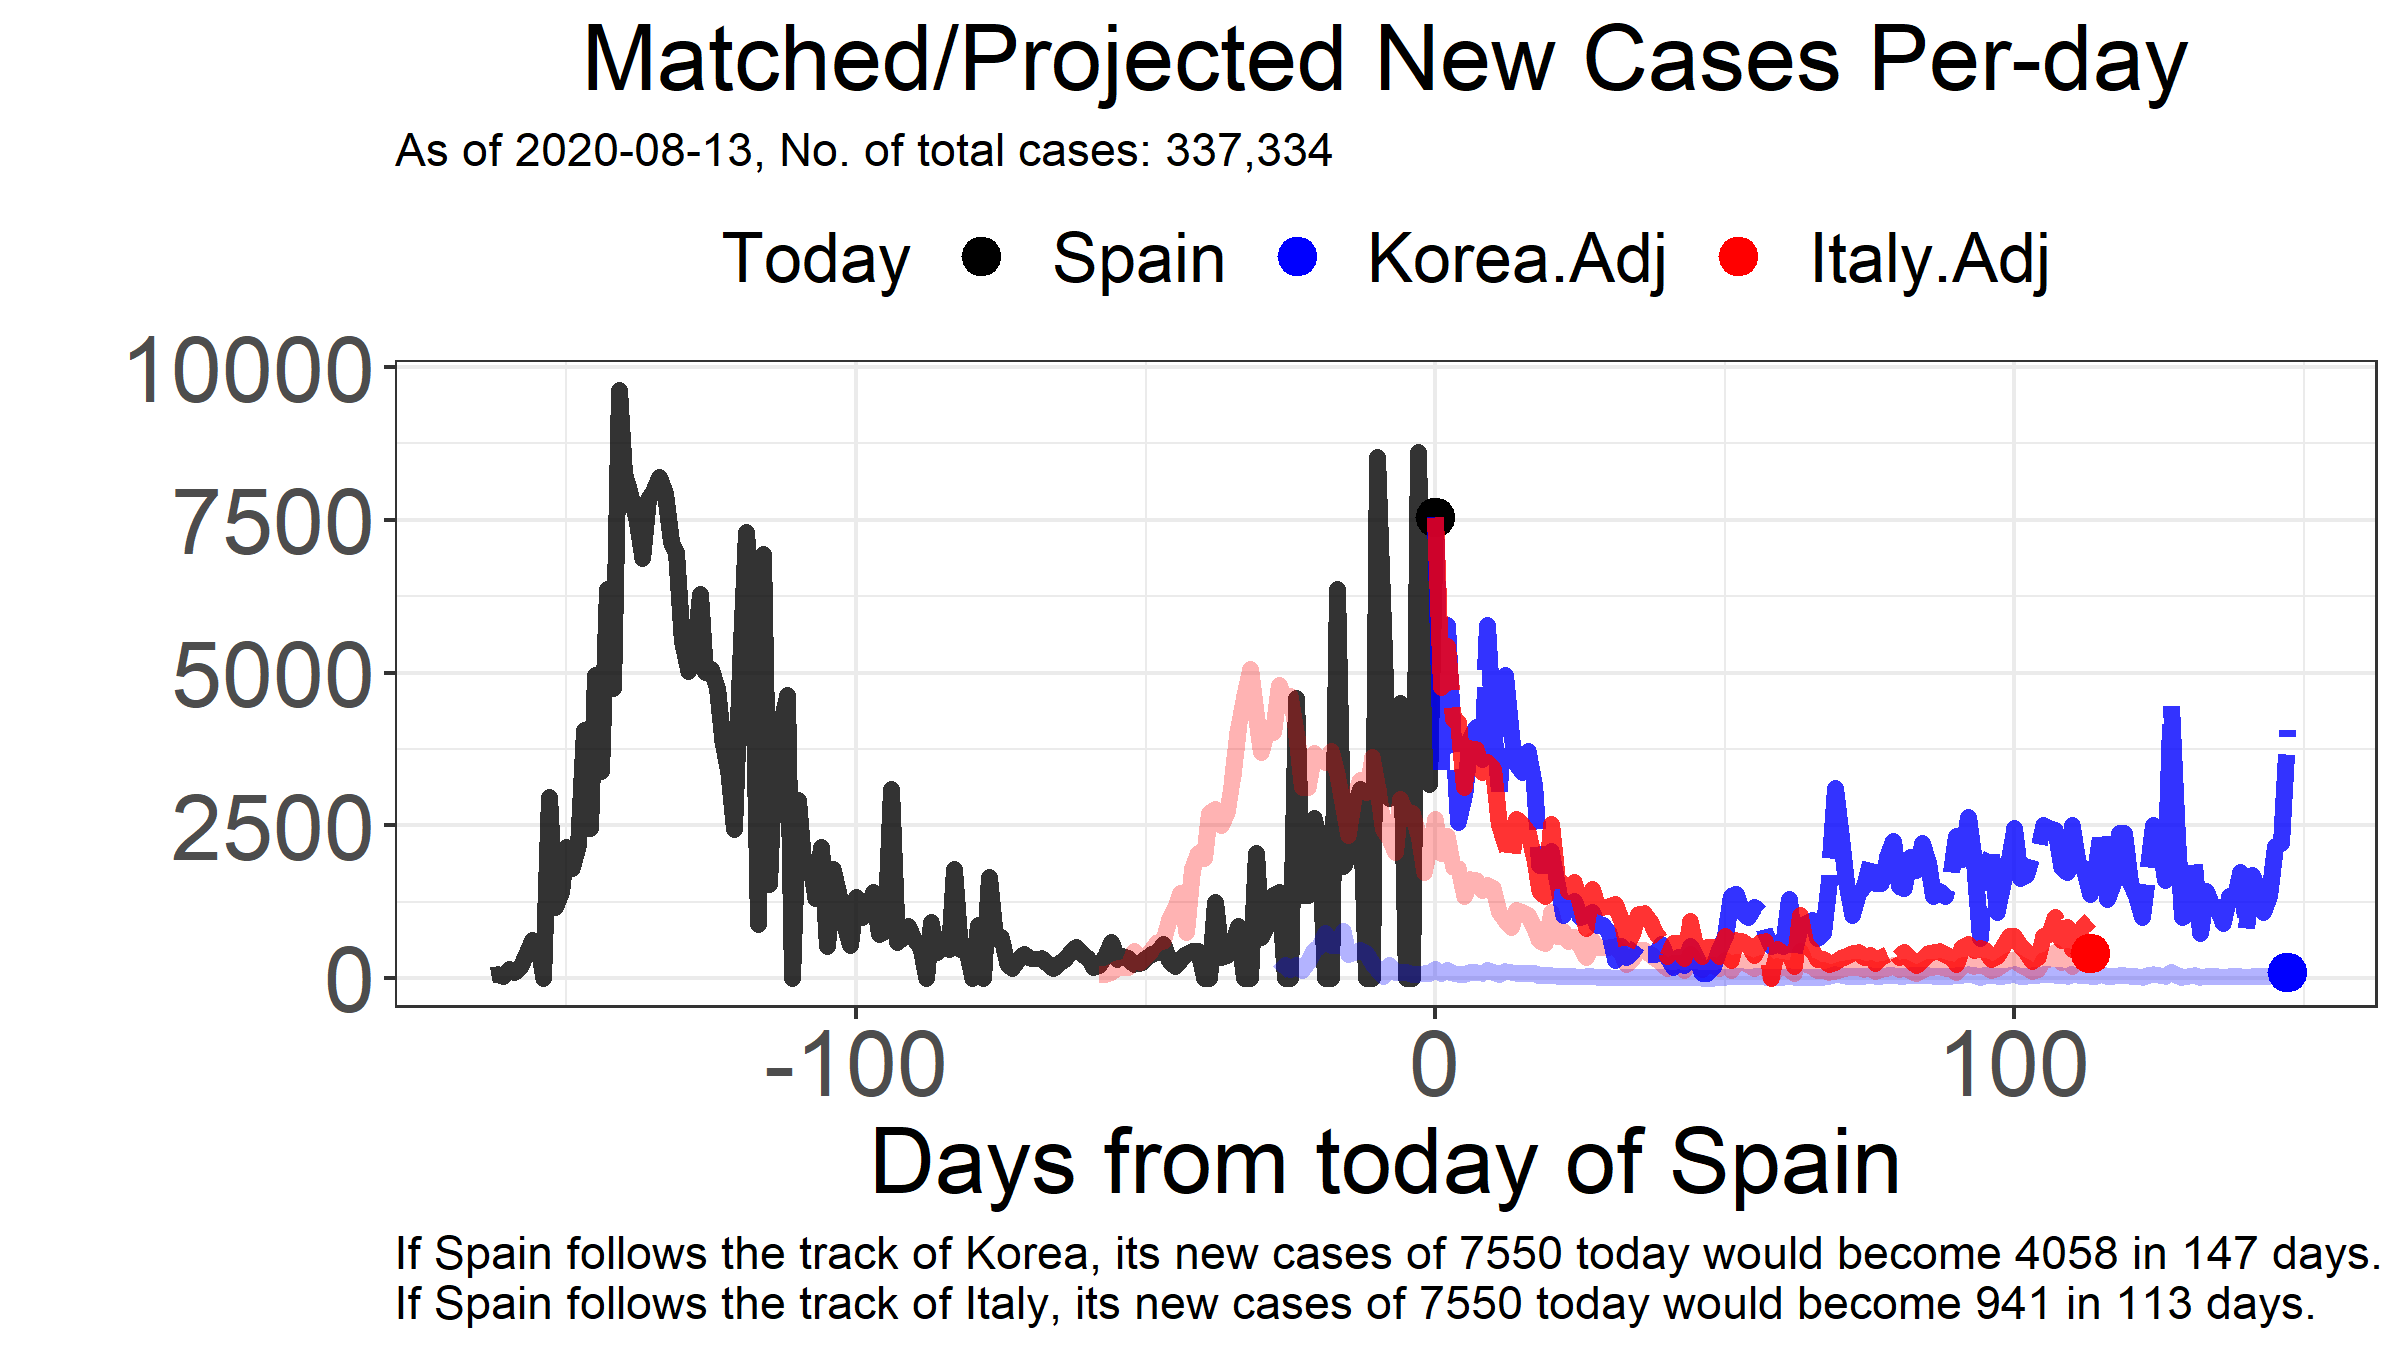 Matched/Projected New Cases Per-day
As of 2020-08-13, No. of total cases: 337,334
Today Spain Korea.Adj Italy.Adj
10000
7500
5000
2500
0
-100 0 100
Days from today of Spain
If Spain follows the track of Korea, its new cases of 7550 today would become 4058 in 147 days.
If Spain follows the track of Italy, its new cases of 7550 today would become 941 in 113 days.